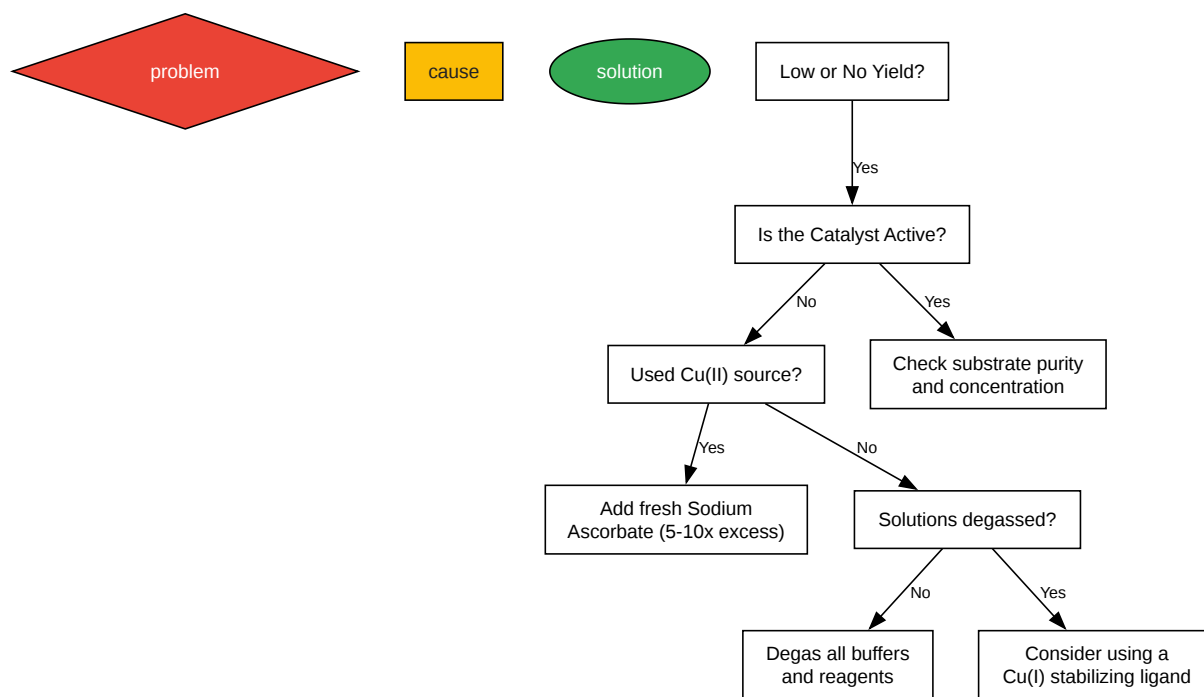 problem
cause
solution
Low or No Yield?
Yes
Is the Catalyst Active?
No
Yes
Used Cu(II) source?
Check substrate purity
and concentration
Yes
No
Add fresh Sodium
Ascorbate (5-10x excess)
Solutions degassed?
No
Yes
Degas all buffers
and reagents
Consider using a
Cu(I) stabilizing ligand